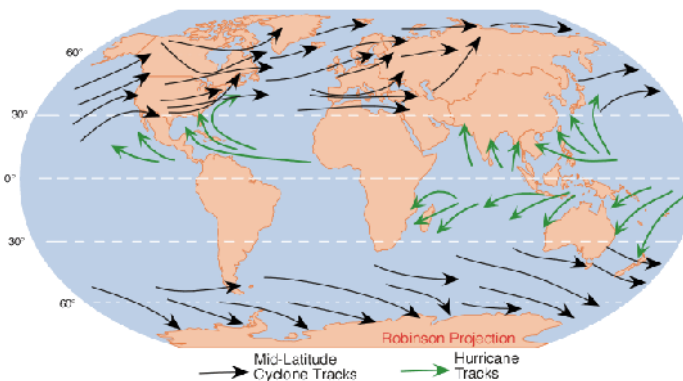 60°
30°
0°
30°
60°
Robinson Projection
Mid-Latitude
Cyclone Tracks
Hurricane
Tracks